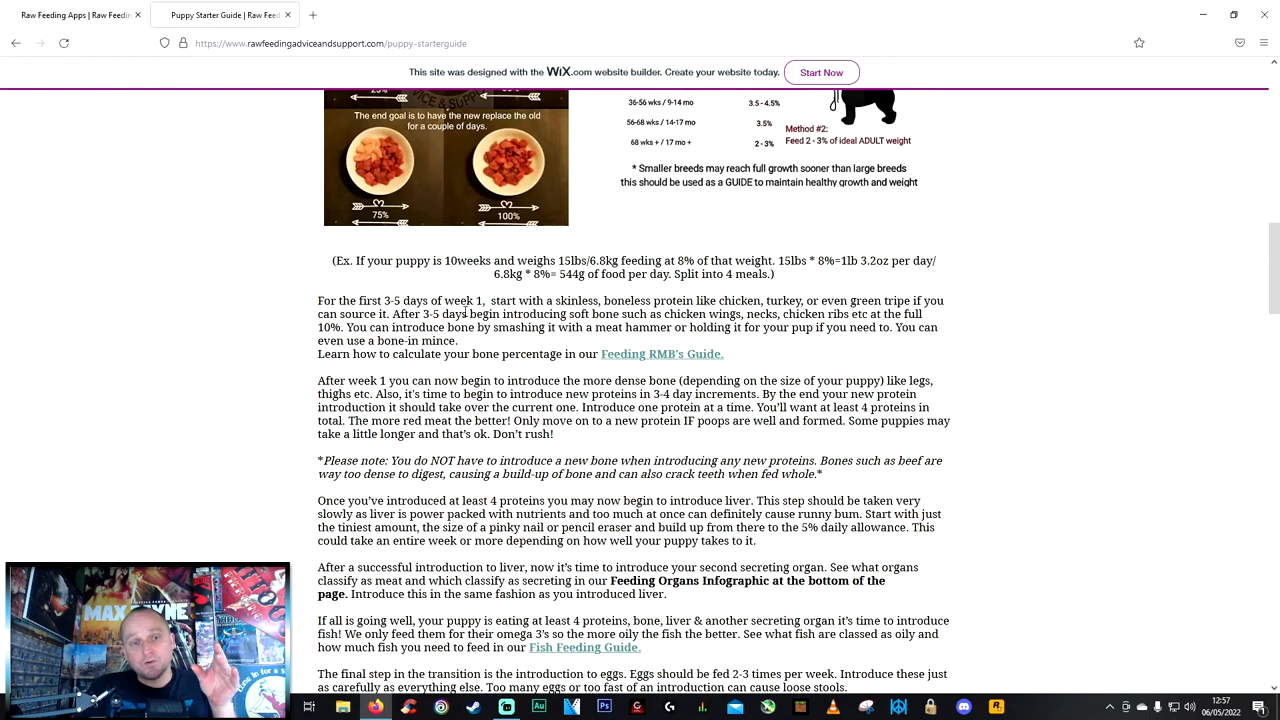 Raw Feeding Apps | Raw Feedin
Puppy Starter Guide | Raw Feed
https://www.rawfeedingadviceandsupport.com/puppy-starterguide
This site was designed with the WiX.com website builder. Create your website today.
Start Now
25%
The end goal is to have the new replace the old
for a couple of days.
75%
100%
36-56 wks / 9-14 mo
3.5 - 4.5%
56-68 wks / 14-17 mo
3.5%
68 wks + / 17 mo +
2 - 3%
Method #2:
Feed 2 - 3% of ideal ADULT weight
* Smaller breeds may reach full growth sooner than large breeds
this should be used as a GUIDE to maintain healthy growth and weight
(Ex. If your puppy is 10weeks and weighs 15lbs/6.8kg feeding at 8% of that weight. 15lbs * 8%=1lb 3.2oz per day/
6.8kg * 8%= 544g of food per day. Split into 4 meals.)
For the first 3-5 days of week 1,  start with a skinless, boneless protein like chicken, turkey, or even green tripe if you
can source it. After 3-5 days begin introducing soft bone such as chicken wings, necks, chicken ribs etc at the full
10%. You can introduce bone by smashing it with a meat hammer or holding it for your pup if you need to. You can
even use a bone-in mince.
Learn how to calculate your bone percentage in our Feeding RMB's Guide.
After week 1 you can now begin to introduce the more dense bone (depending on the size of your puppy) like legs,
thighs etc. Also, it's time to begin to introduce new proteins in 3-4 day increments. By the end your new protein
introduction it should take over the current one. Introduce one protein at a time. You’ll want at least 4 proteins in
total. The more red meat the better! Only move on to a new protein IF poops are well and formed. Some puppies may
take a little longer and that’s ok. Don’t rush!
*Please note: You do NOT have to introduce a new bone when introducing any new proteins. Bones such as beef are
way too dense to digest, causing a build-up of bone and can also crack teeth when fed whole.*
Once you’ve introduced at least 4 proteins you may now begin to introduce liver. This step should be taken very
slowly as liver is power packed with nutrients and too much at once can definitely cause runny bum. Start with just
the tiniest amount, the size of a pinky nail or pencil eraser and build up from there to the 5% daily allowance. This
could take an entire week or more depending on how well your puppy takes to it.
After a successful introduction to liver, now it’s time to introduce your second secreting organ. See what organs
classify as meat and which classify as secreting in our Feeding Organs Infographic at the bottom of the
page. Introduce this in the same fashion as you introduced liver.
If all is going well, your puppy is eating at least 4 proteins, bone, liver & another secreting organ it’s time to introduce
fish! We only feed them for their omega 3’s so the more oily the fish the better. See what fish are classed as oily and
how much fish you need to feed in our Fish Feeding Guide.
The final step in the transition is the introduction to eggs. Eggs should be fed 2-3 times per week. Introduce these just
as carefully as everything else. Too many eggs or too fast of an introduction can cause loose stools.
MAX PAYNE
12:57
06/05/2022